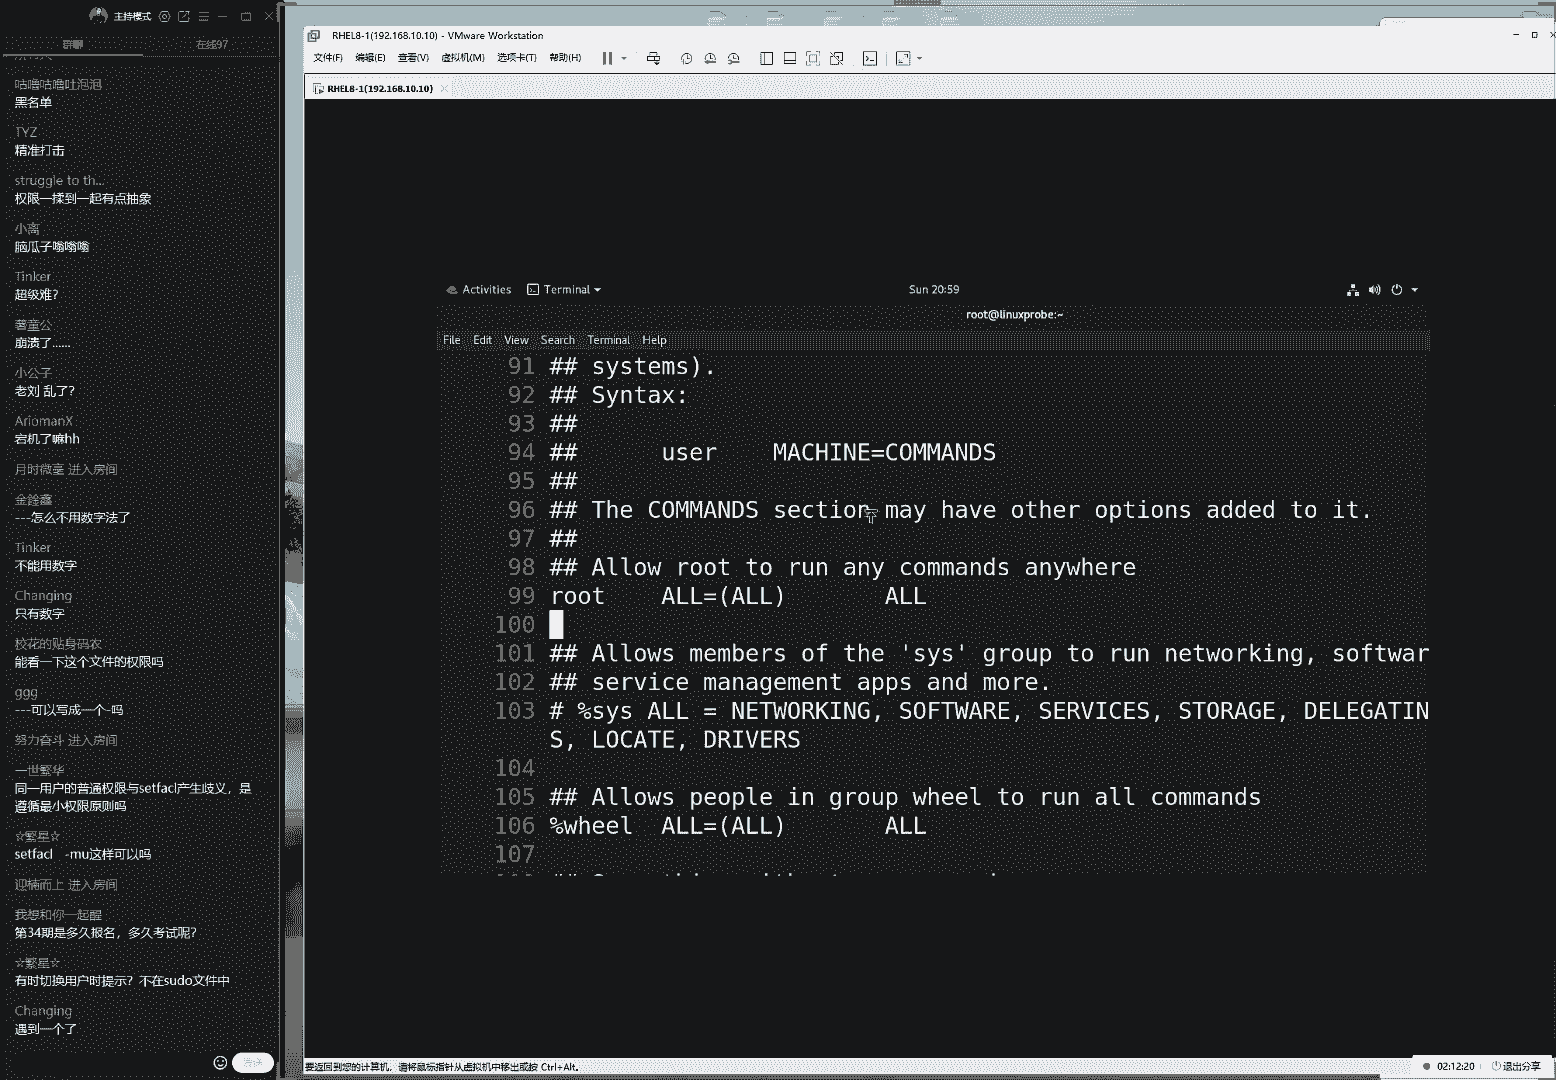 主持模式
群聊
在线97
咕噜咕噜吐泡泡
黑名单
TYZ
精准打击
struggle to th...
权限一揉到一起有点抽象
小离
脑瓜子嗡嗡嗡
Tinker
超级难?
薯童公
崩溃了......
小公子
老刘 乱了?
AriomanX
宕机了嘛hh
月时微毫 进入房间
金銓鑫
---怎么不用数字法了
Tinker
不能用数字
Changing
只有数字
校花的贴身码农
能看一下这个文件的权限吗
ggg
---可以写成一个-吗
努力奋斗 进入房间
一世繁华
同一用户的普通权限与setfacl产生歧义，是
遵循最小权限原则吗
☆繁星☆
setfacl -mu这样可以吗
迎楠而上 进入房间
我想和你一起醒
第34期是多久报名，多久考试呢?
☆繁星☆
有时切换用户时提示？不在sudo文件中
Changing
遇到一个了
发送
RHEL8-1(192.168.10.10) - VMware Workstation
文件(F) 编辑(E) 查看(V) 虚拟机(M) 选项卡(T) 帮助(H)
RHEL8-1(192.168.10.10)
Activities Terminal Sun 20:59
root@linuxprobe:~
File Edit View Search Terminal Help
91 ## systems).
92 ## Syntax:
93 ##
94 ## user MACHINE=COMMANDS
95 ##
96 ## The COMMANDS section may have other options added to it.
97 ##
98 ## Allow root to run any commands anywhere
99 root ALL=(ALL) ALL
100
101 ## Allows members of the 'sys' group to run networking, softwar
102 ## service management apps and more.
103 # %sys ALL = NETWORKING, SOFTWARE, SERVICES, STORAGE, DELEGATIN
S, LOCATE, DRIVERS
104
105 ## Allows people in group wheel to run all commands
106 %wheel ALL=(ALL) ALL
107
要返回到您的计算机，请将鼠标指针从虚拟机中移出或按 Ctrl+Alt。
02:12:20 退出分享